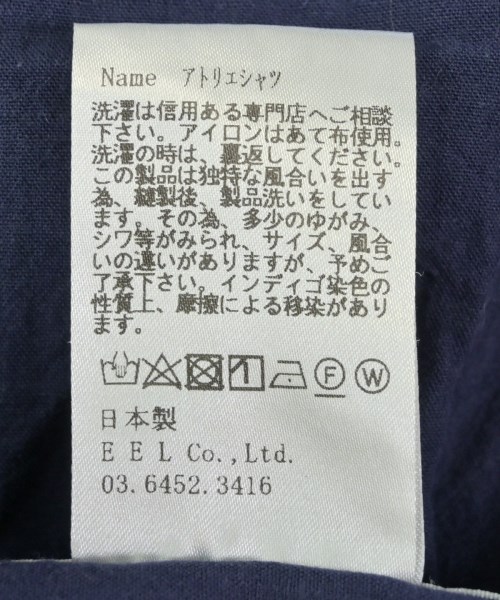 Name アトリエシャツ
洗濯は信用ある専門店へご相談
下さい。アイロンはあて布使用。
洗濯の時は、裏返してください。
この製品は独特な風合いを出す
為、縫製後、製品洗いをしてい
ます。その為、多少のゆがみ、
シワ等がみられ、サイズ、風合
いの違いがありますが、予めご
了承下さい。インディゴ染色の
性質上、摩擦による移染があり
ます。
F W
日本製
E E L Co.,Ltd.
03.6452.3416